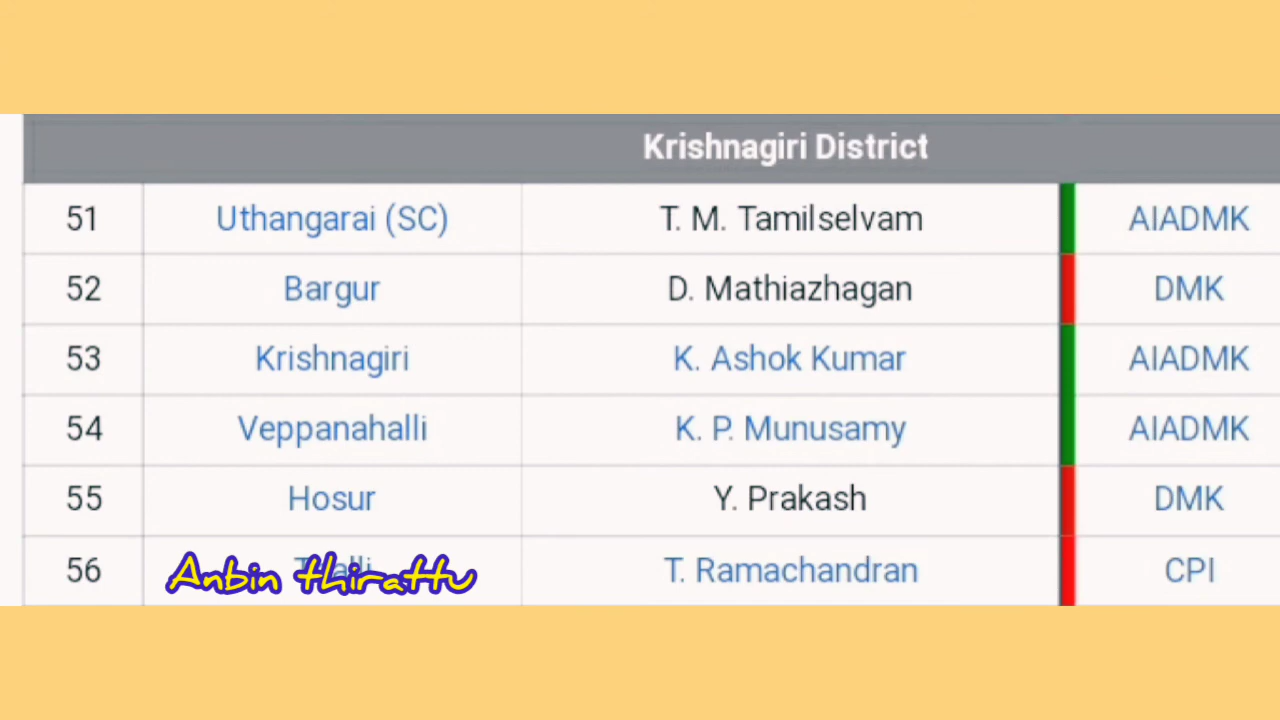 Krishnagiri District
51 Uthangarai (SC) T. M. Tamilselvam AIADMK
52 Bargur D. Mathiazhagan DMK
53 Krishnagiri K. Ashok Kumar AIADMK
54 Veppanahalli K. P. Munusamy AIADMK
55 Hosur Y. Prakash DMK
56 T. Ramachandran CPI
Anbin thirattu